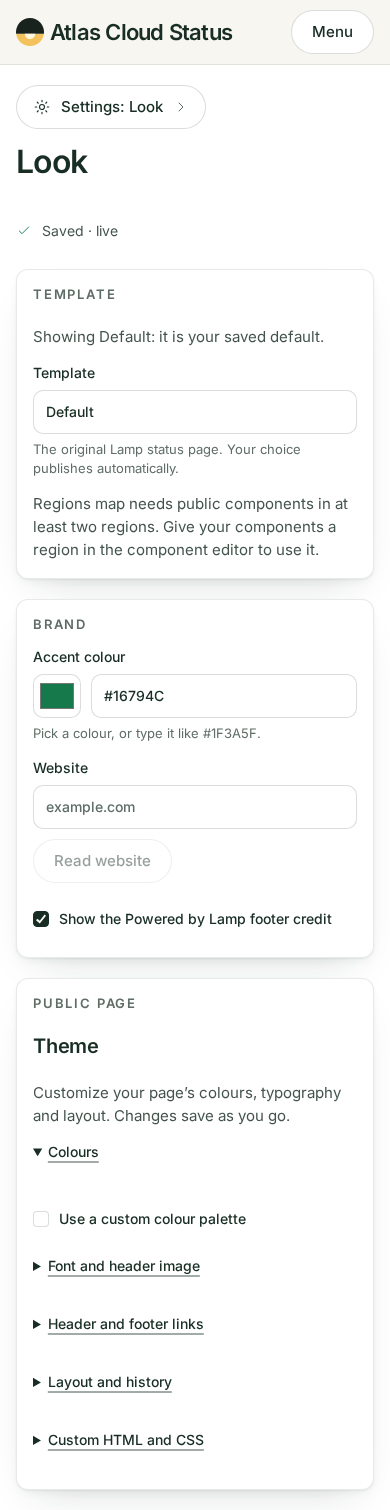 Atlas Cloud Status
Menu
Settings: Look
Look
Saved · live
TEMPLATE
Showing Default: it is your saved default.
Template
Default
The original Lamp status page. Your choice
publishes automatically.
Regions map needs public components in at
least two regions. Give your components a
region in the component editor to use it.
BRAND
Accent colour
#16794C
Pick a colour, or type it like #1F3A5F.
Website
example.com
Read website
Show the Powered by Lamp footer credit
PUBLIC PAGE
Theme
Customize your page’s colours, typography
and layout. Changes save as you go.
Colours
Use a custom colour palette
Font and header image
Header and footer links
Layout and history
Custom HTML and CSS